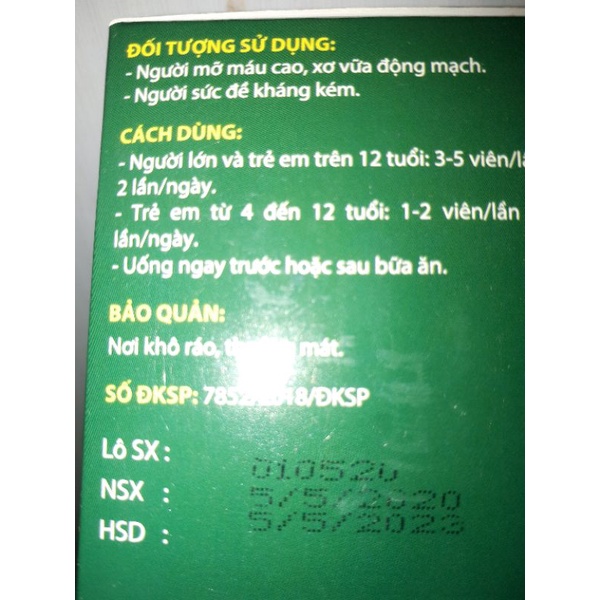 ĐỐI TƯỢNG SỬ DỤNG:
- Người mỡ máu cao, xơ vữa động mạch.
- Người sức đề kháng kém.
CÁCH DÙNG:
- Người lớn và trẻ em trên 12 tuổi: 3-5 viên/
2 lần/ngày.
- Trẻ em từ 4 đến 12 tuổi: 1-2 viên/lần
lần/ngày.
- Uống ngay trước hoặc sau bữa ăn.
BẢO QUẢN:
Nơi khô ráo, mát.
SỐ ĐKSP: /ĐKSP
Lô SX : 010520
NSX : 5/5/2020
HSD : 5/5/2023